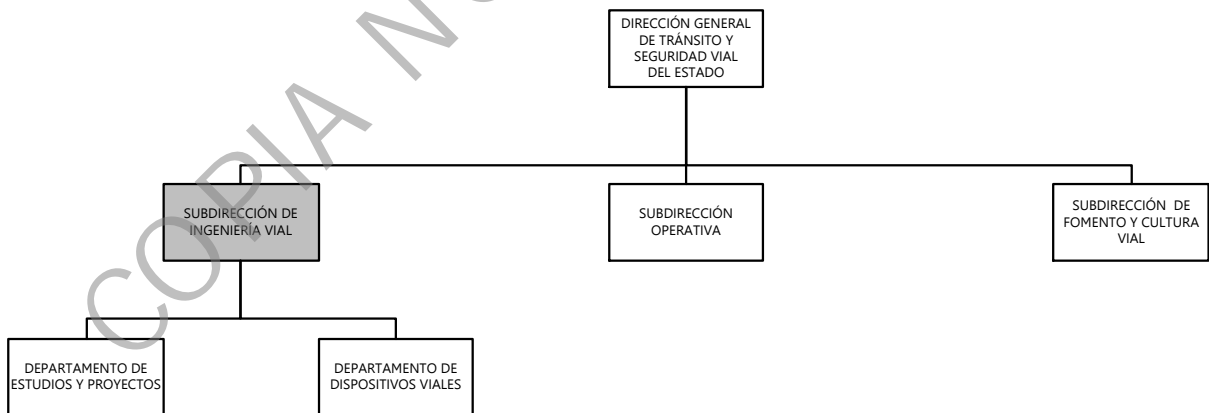 DIRECCIÓN GENERAL
DE TRÁNSITO Y
SEGURIDAD VIAL
DEL ESTADO
SUBDIRECCIÓN DE
INGENIERÍA VIAL
SUBDIRECCIÓN
OPERATIVA
SUBDIRECCIÓN DE
FOMENTO Y CULTURA
VIAL
DEPARTAMENTO DE
ESTUDIOS Y PROYECTOS
DEPARTAMENTO DE
DISPOSITIVOS VIALES
COPIA